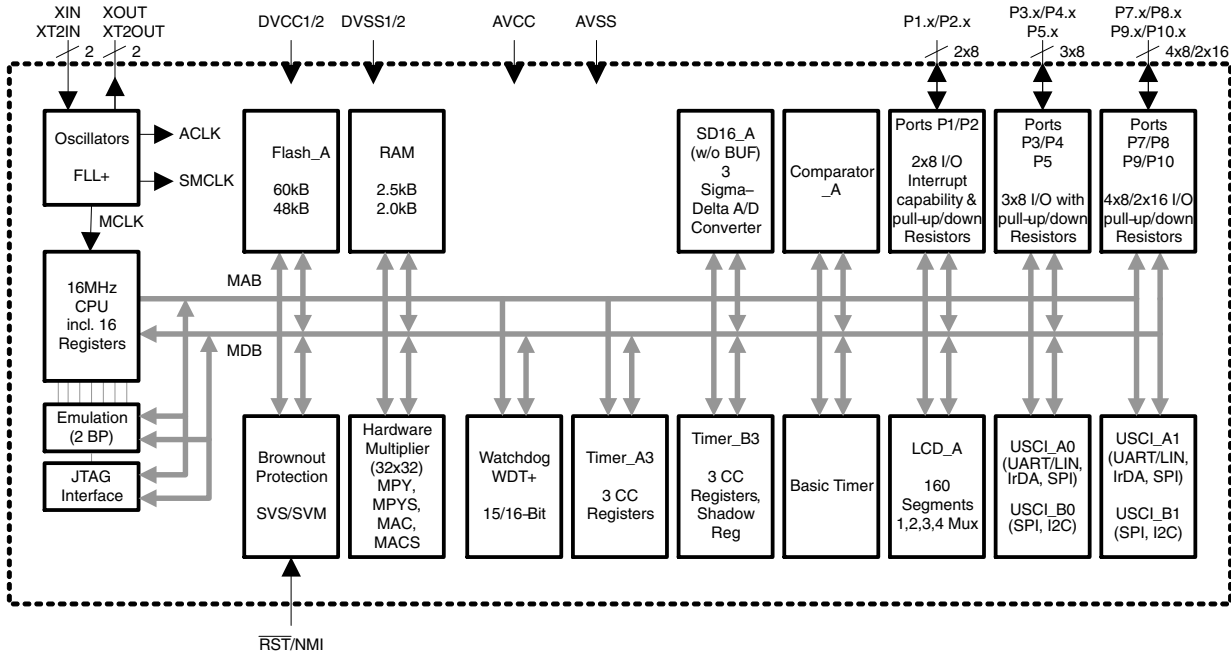 XIN
XT2IN
2
XOUT
XT2OUT
2
DVCC1/2
DVSS1/2
AVCC
AVSS
P1.x/P2.x
2x8
P3.x/P4.x
P5.x
3x8
P7.x/P8.x
P9.x/P10.x
4x8/2x16
Oscillators
FLL+
ACLK
SMCLK
MCLK
Flash_A
60kB
48kB
RAM
2.5kB
2.0kB
SD16_A
(w/o BUF)
3
Sigma–
Delta A/D
Converter
Comparator
_A
Ports P1/P2
2x8 I/O
Interrupt
capability &
pull-up/down
Resistors
Ports
P3/P4
P5
3x8 I/O with
pull-up/down
Resistors
Ports
P7/P8
P9/P10
4x8/2x16 I/O
pull-up/down
Resistors
16MHz
CPU
incl. 16
Registers
MAB
MDB
Emulation
(2 BP)
JTAG
Interface
Brownout
Protection
SVS/SVM
Hardware
Multiplier
(32x32)
MPY,
MPYS,
MAC,
MACS
Watchdog
WDT+
15/16–Bit
Timer_A3
3 CC
Registers
Timer_B3
3 CC
Registers,
Shadow
Reg
Basic Timer
LCD_A
160
Segments
1,2,3,4 Mux
USCI_A0
(UART/LIN,
IrDA, SPI)
USCI_B0
(SPI, I2C)
USCI_A1
(UART/LIN,
IrDA, SPI)
USCI_B1
(SPI, I2C)
RST/NMI